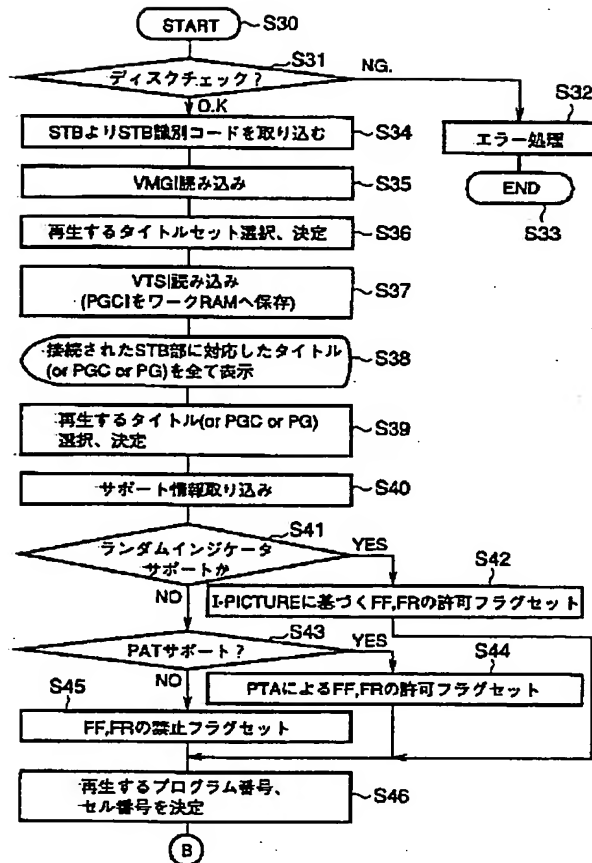 START
S30
ディスクチェック？
S31
NG.
O.K
S32
エラー処理
END
S33
STBよりSTB識別コードを取り込む
S34
VMGI読み込み
S35
再生するタイトルセット選択、決定
S36
VTSI読み込み
(PGCIをワークRAMへ保存)
S37
接続されたSTB部に対応したタイトル
(or PGC or PG)を全て表示
S38
再生するタイトル(or PGC or PG)
選択、決定
S39
サポート情報取り込み
S40
ランダムインジケータ
サポートか
S41
YES
NO
S42
I-PICTUREに基づくFF,FRの許可フラグセット
PATサポート？
S43
YES
NO
S44
PTAによるFF,FRの許可フラグセット
S45
FF,FRの禁止フラグセット
再生するプログラム番号、
セル番号を決定
S46
B